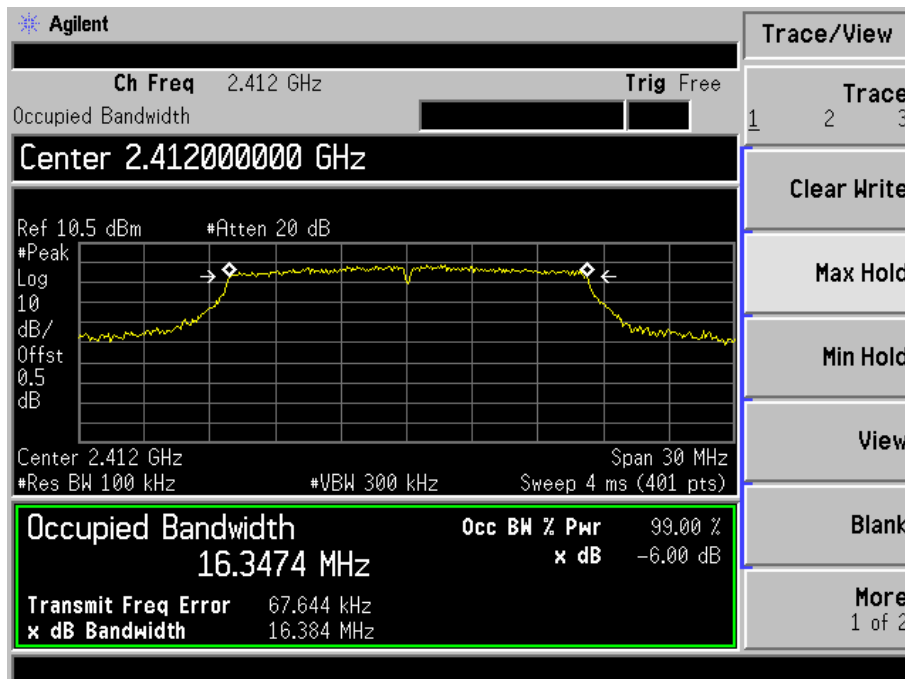 Agilent
Trace/View
Ch Freq 2.412 GHz Trig Free
Occupied Bandwidth
Trace
1 2 3
Center 2.412000000 GHz
Clear Write
Ref 10.5 dBm #Atten 20 dB
#Peak
Log
10
dB/
Offst
0.5
dB
Max Hold
Min Hold
View
Center 2.412 GHz Span 30 MHz
#Res BW 100 kHz #VBW 300 kHz Sweep 4 ms (401 pts)
Occupied Bandwidth Occ BW % Pwr 99.00 %
16.3474 MHz x dB -6.00 dB
Blank
Transmit Freq Error 67.644 kHz
x dB Bandwidth 16.384 MHz
More
1 of 2